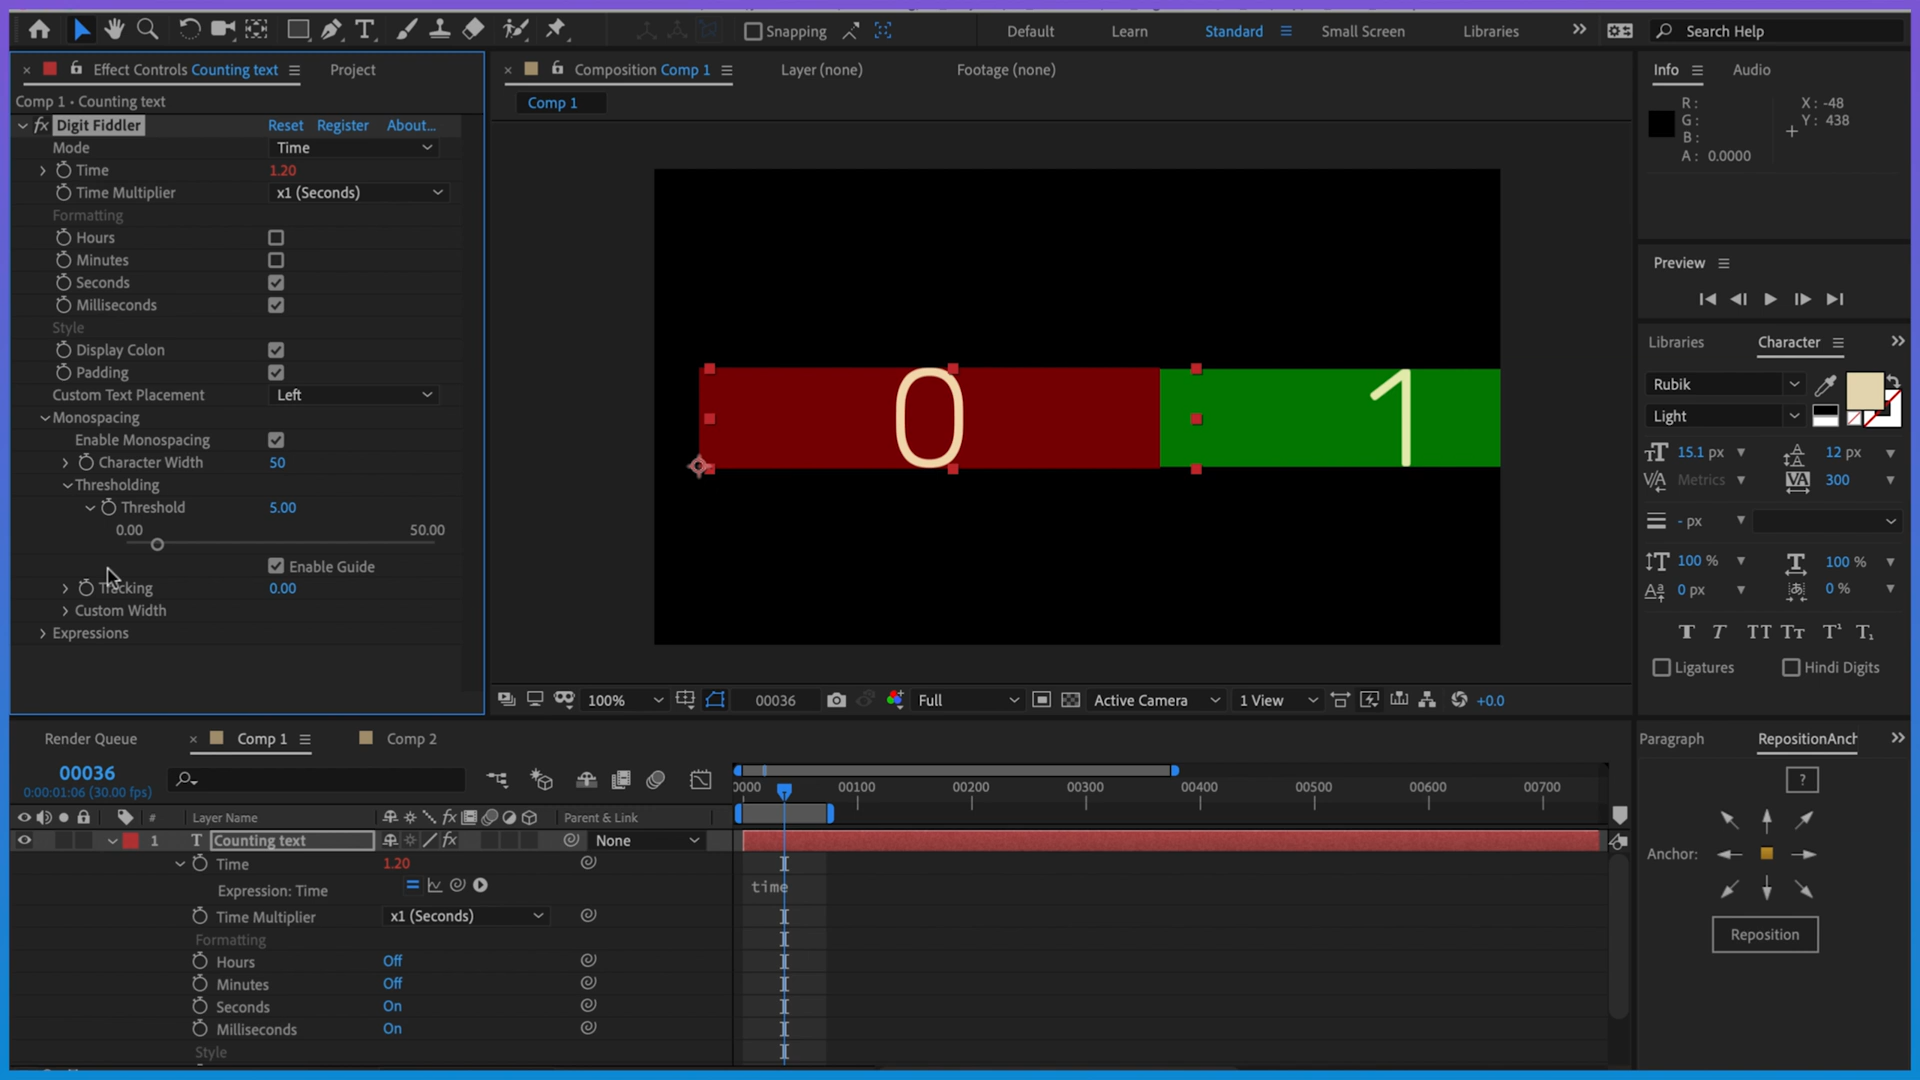 Snapping
Default
Learn
Standard
Small Screen
Libraries
Search Help
Effect Controls Counting text
Project
Composition Comp 1
Layer (none)
Footage (none)
Info
Audio
Comp 1 • Counting text
Comp 1
R:
G:
B:
A: 0.0000
X: -48
Y: 438
fx Digit Fiddler
Reset
Register
About...
Mode
Time
Time
1.20
Time Multiplier
x1 (Seconds)
Formatting
Hours
Minutes
Seconds
Milliseconds
Style
Display Colon
Padding
Custom Text Placement
Left
Monospacing
Enable Monospacing
Character Width
50
Thresholding
Threshold
5.00
0.00
50.00
Enable Guide
Tracking
0.00
Custom Width
Expressions
0
1
Preview
Libraries
Character
Rubik
Light
15.1 px
12 px
Metrics
300
- px
100 %
100 %
0 px
0 %
T T TT Tт T¹ T₁
Ligatures
Hindi Digits
100%
00036
Full
Active Camera
1 View
+0.0
Render Queue
Comp 1
Comp 2
Paragraph
RepositionAnch
00036
0:00:01:06 (30.00 fps)
0000
00100
00200
00300
00400
00500
00600
00700
#
Layer Name
fx
Parent & Link
1
T
Counting text
fx
None
Time
1.20
Expression: Time
time
Time Multiplier
x1 (Seconds)
Formatting
Hours
Off
Minutes
Off
Seconds
On
Milliseconds
On
Style
?
Anchor:
Reposition